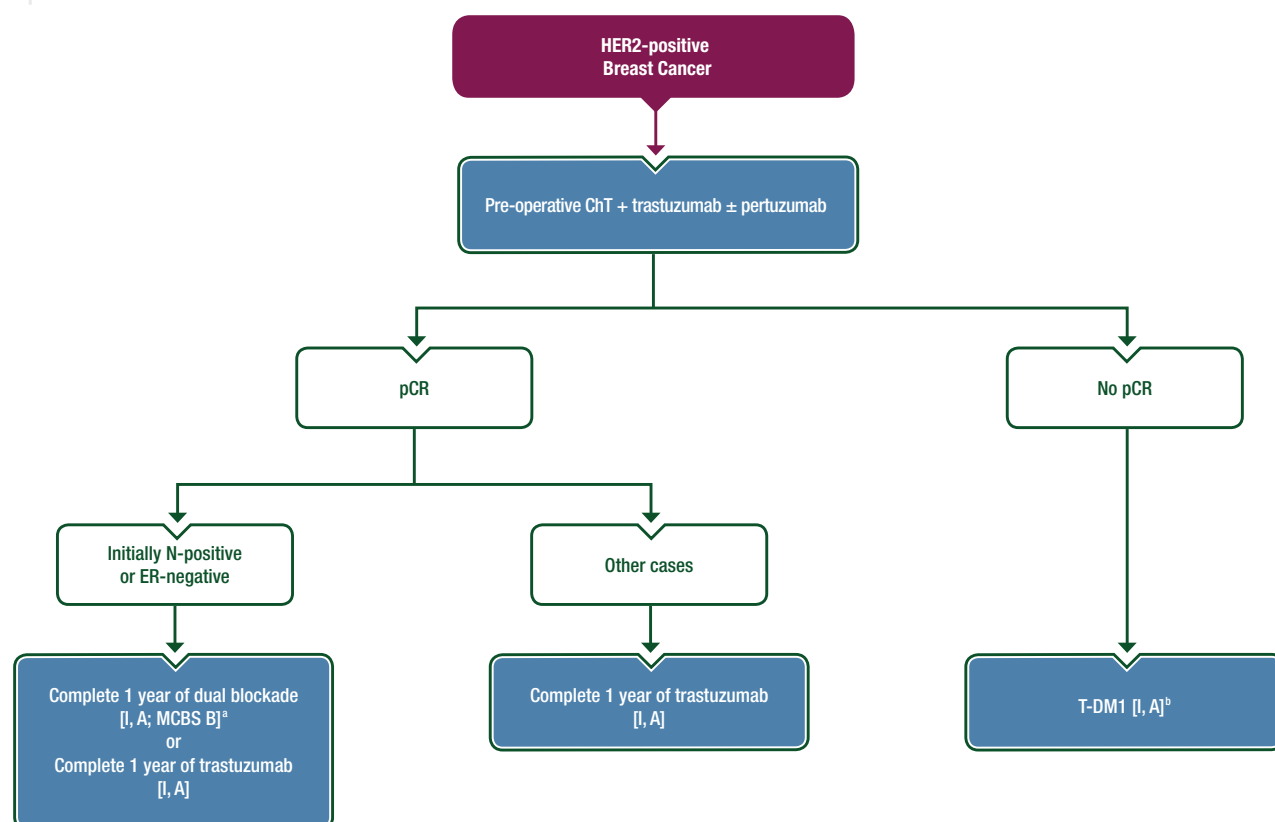 HER2-positive
Breast Cancer
Pre-operative ChT + trastuzumab ± pertuzumab
pCR
No pCR
Initially N-positive
or ER-negative
Other cases
Complete 1 year of dual blockade
[I, A; MCBS B]ᵃ
or
Complete 1 year of trastuzumab
[I, A]
Complete 1 year of trastuzumab
[I, A]
T-DM1 [I, A]ᵇ